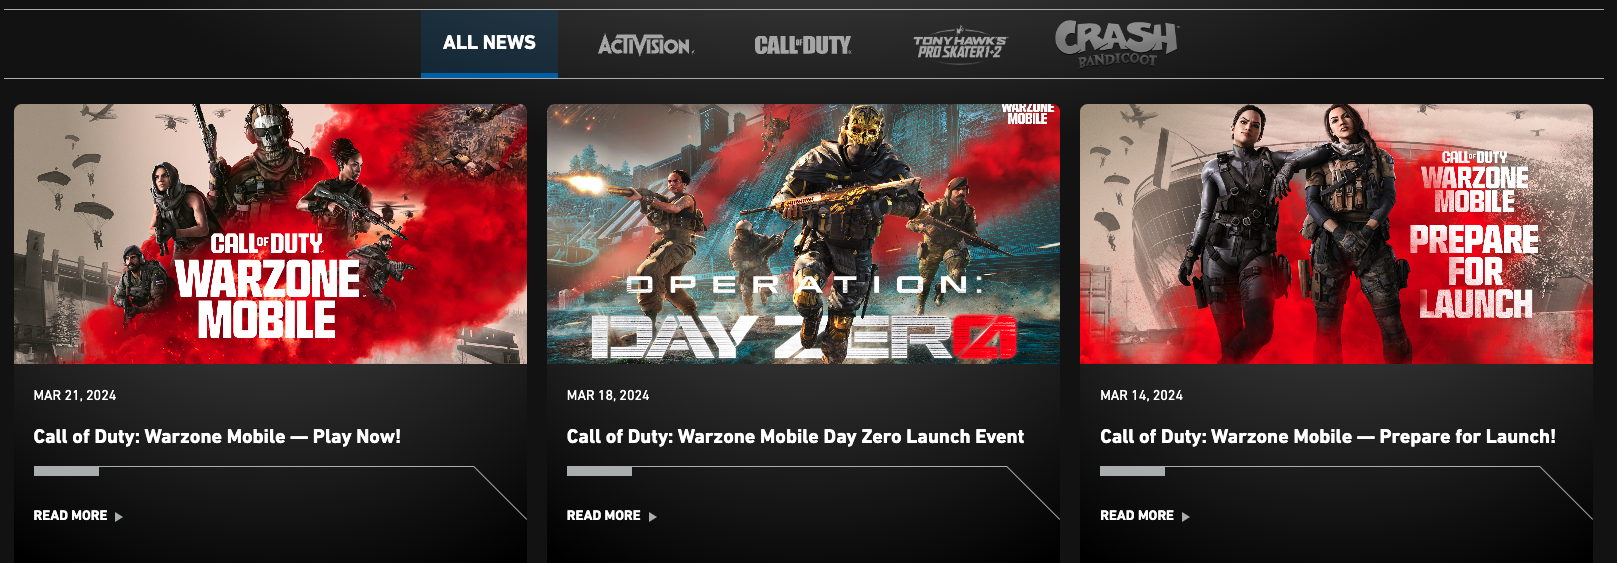 ALL NEWS
ACTIVISION
CALL OF DUTY
TONY HAWK'S
PRO SKATER 1+2
CRASH
BANDICOOT
CALL OF DUTY
WARZONE
MOBILE
MAR 21, 2024
Call of Duty: Warzone Mobile — Play Now!
READ MORE
WARZONE
MOBILE
OPERATION:
DAY ZERO
MAR 18, 2024
Call of Duty: Warzone Mobile Day Zero Launch Event
READ MORE
CALL OF DUTY
WARZONE
MOBILE
PREPARE
FOR
LAUNCH
MAR 14, 2024
Call of Duty: Warzone Mobile — Prepare for Launch!
READ MORE